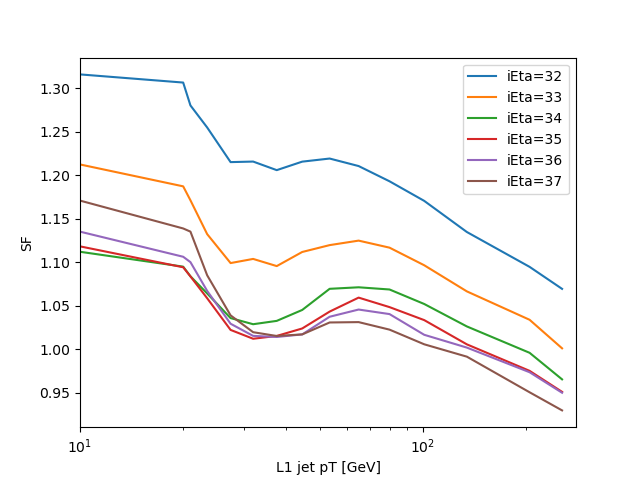 iEta=32
iEta=33
iEta=34
iEta=35
iEta=36
iEta=37
1.30
1.25
1.20
1.15
1.10
1.05
1.00
0.95
SF
10¹
10²
L1 jet pT [GeV]